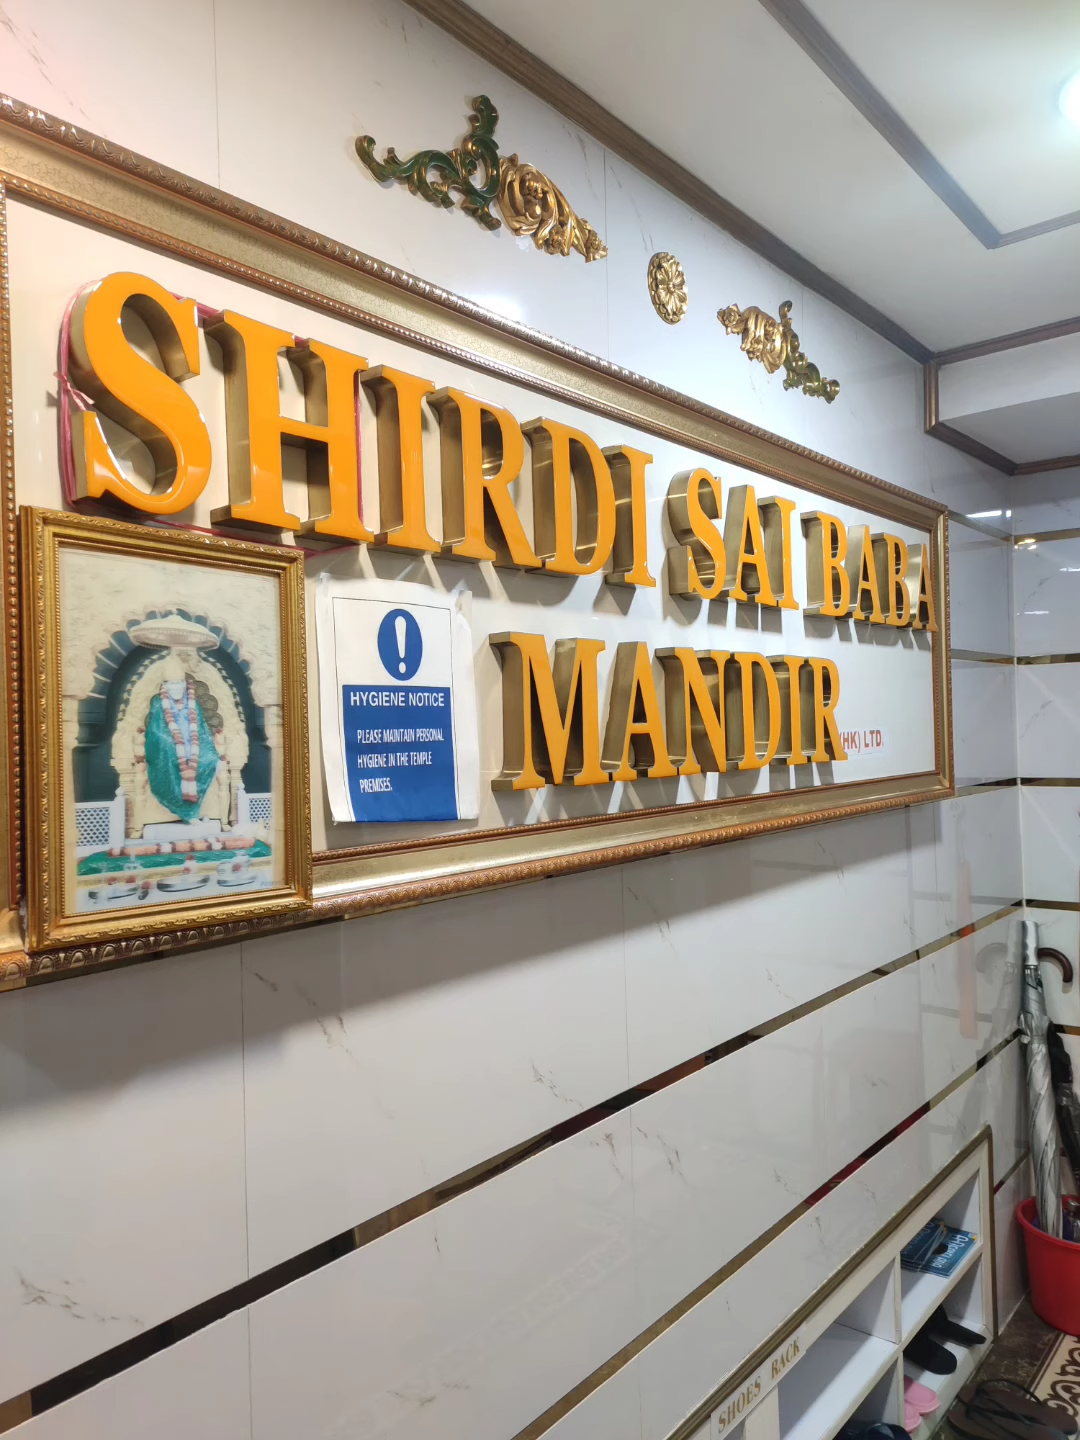 SHIRDI SAI BABA
MANDIR
(HK) LTD.
HYGIENE NOTICE
PLEASE MAINTAIN PERSONAL
HYGIENE IN THE TEMPLE
PREMISES.
SHOES RACK